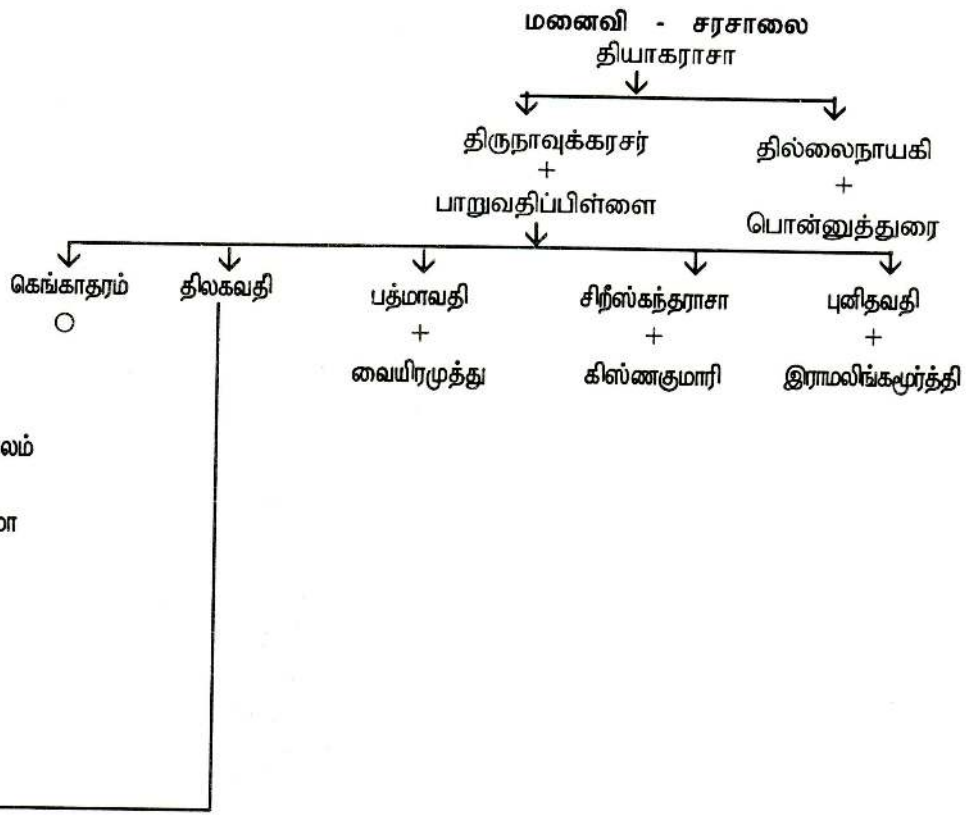 மனைவி - சரசாலை
தியாகராசா
திருநாவுக்கரசர் தில்லைநாயகி
+ +
பாறுவதிப்பிள்ளை பொன்னுத்துரை
கெங்காதரம் திலகவதி பத்மாவதி சிறீஸ்கந்தராசா புனிதவதி
+ + +
வையிரமுத்து கிஸ்ணகுமாரி இராமலிங்கமூர்த்தி
லம்
மா